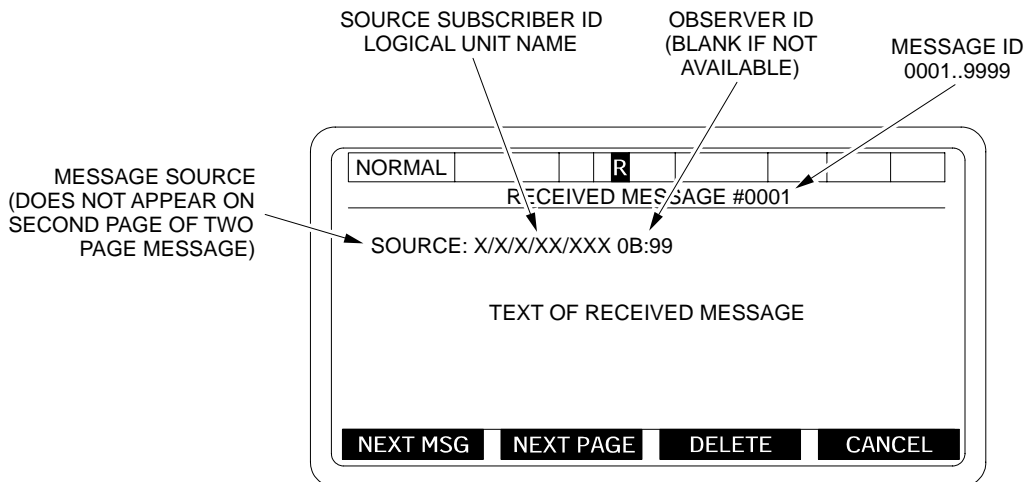 SOURCE SUBSCRIBER ID
LOGICAL UNIT NAME
OBSERVER ID
(BLANK IF NOT
AVAILABLE)
MESSAGE ID
0001..9999
MESSAGE SOURCE
(DOES NOT APPEAR ON
SECOND PAGE OF TWO
PAGE MESSAGE)
NORMAL R
RECEIVED MESSAGE #0001
SOURCE: X/X/X/XX/XXX 0B:99
TEXT OF RECEIVED MESSAGE
NEXT MSG NEXT PAGE DELETE CANCEL